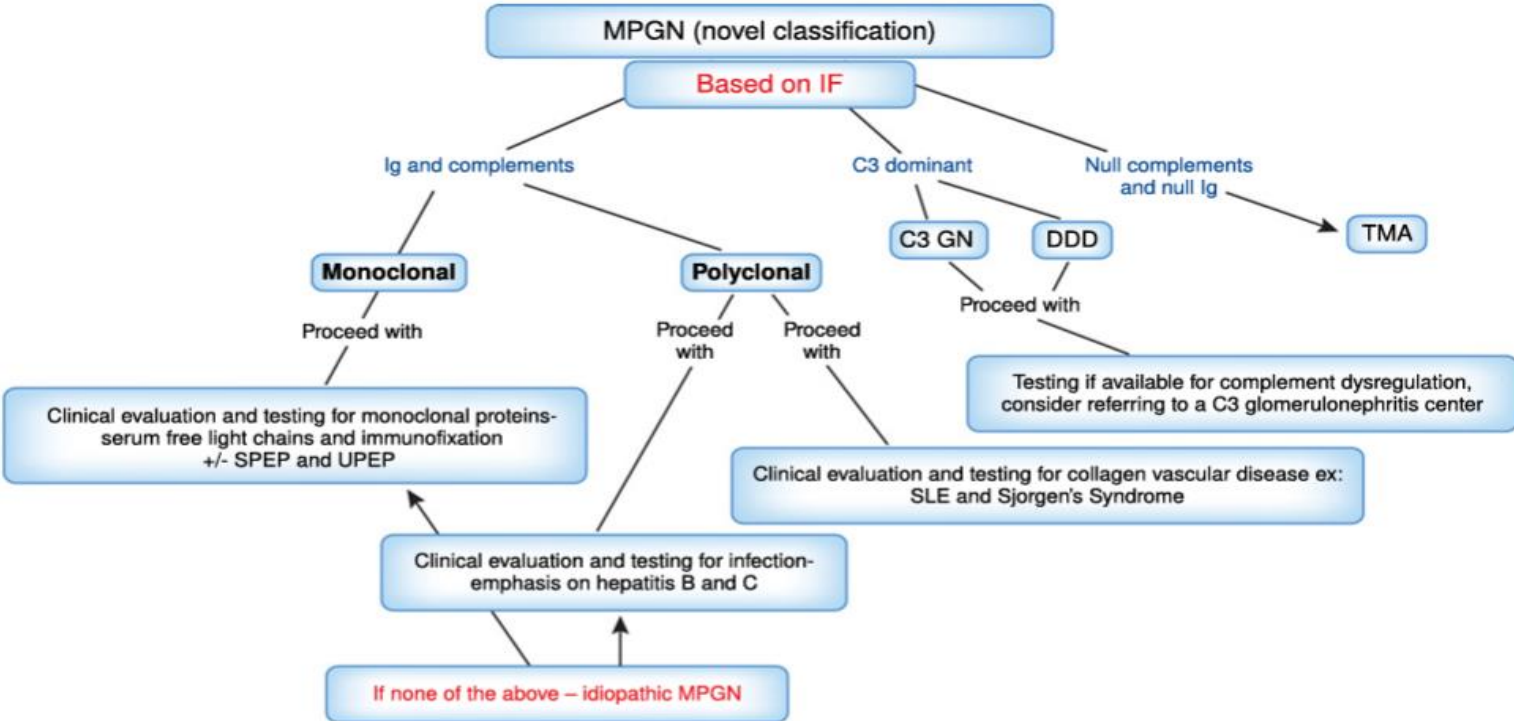 MPGN (novel classification)
Based on IF
Ig and complements
C3 dominant
Null complements
and null Ig
C3 GN
DDD
TMA
Monoclonal
Polyclonal
Proceed with
Proceed
with
Proceed
with
Proceed with
Testing if available for complement dysregulation,
consider referring to a C3 glomerulonephritis center
Clinical evaluation and testing for monoclonal proteins-
serum free light chains and immunofixation
+/- SPEP and UPEP
Clinical evaluation and testing for collagen vascular disease ex:
SLE and Sjorgen's Syndrome
Clinical evaluation and testing for infection-
emphasis on hepatitis B and C
If none of the above – idiopathic MPGN